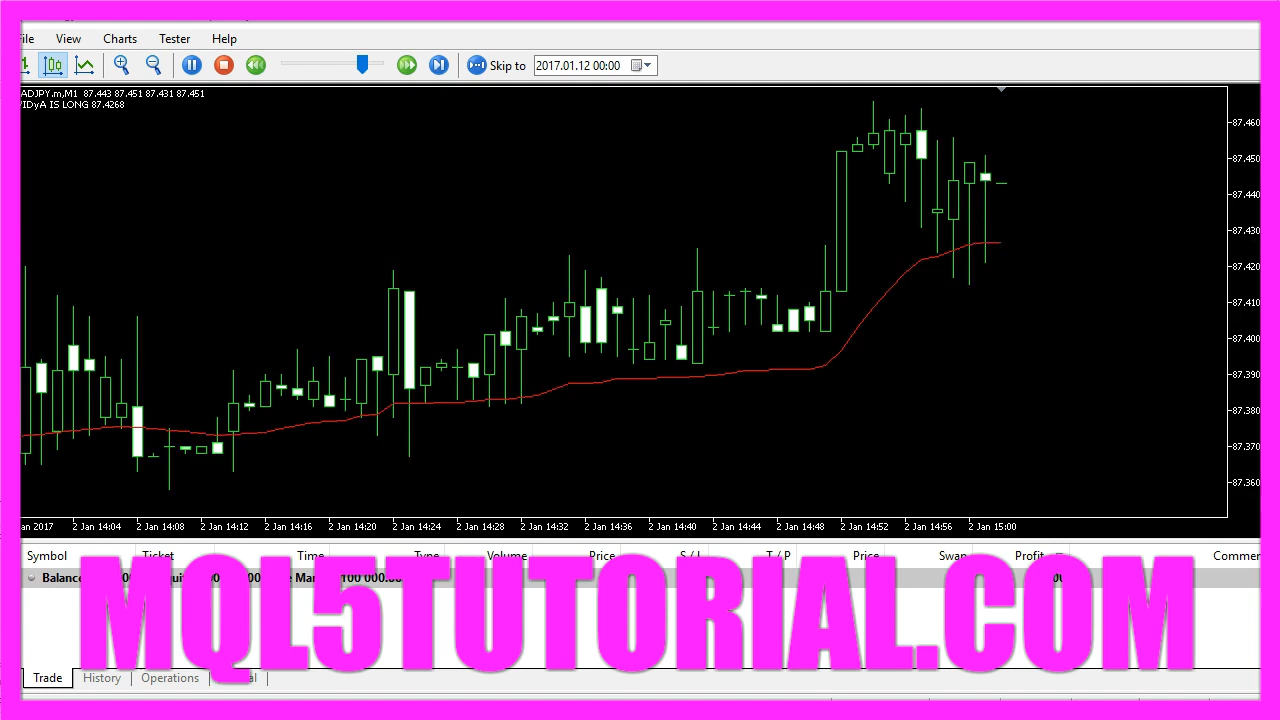 ile View Charts Tester Help
Skip to 2017.01.12 00:00
ADJPY.m,M1 87.443 87.451 87.431 87.451
VIDyA IS LONG 87.4268
87.460
87.450
87.440
87.430
87.420
87.410
87.400
87.390
87.380
87.370
87.360
an 2017 2 Jan 14:04 2 Jan 14:08 2 Jan 14:12 2 Jan 14:16 2 Jan 14:20 2 Jan 14:24 2 Jan 14:28 2 Jan 14:32 2 Jan 14:36 2 Jan 14:40 2 Jan 14:44 2 Jan 14:48 2 Jan 14:52 2 Jan 14:56 2 Jan 15:00
Symbol Ticket Time Type Volume Price S / L T / P Price Swap Profit Commen
Balanc
MQL5TUTORIAL.COM
Trade History Operations